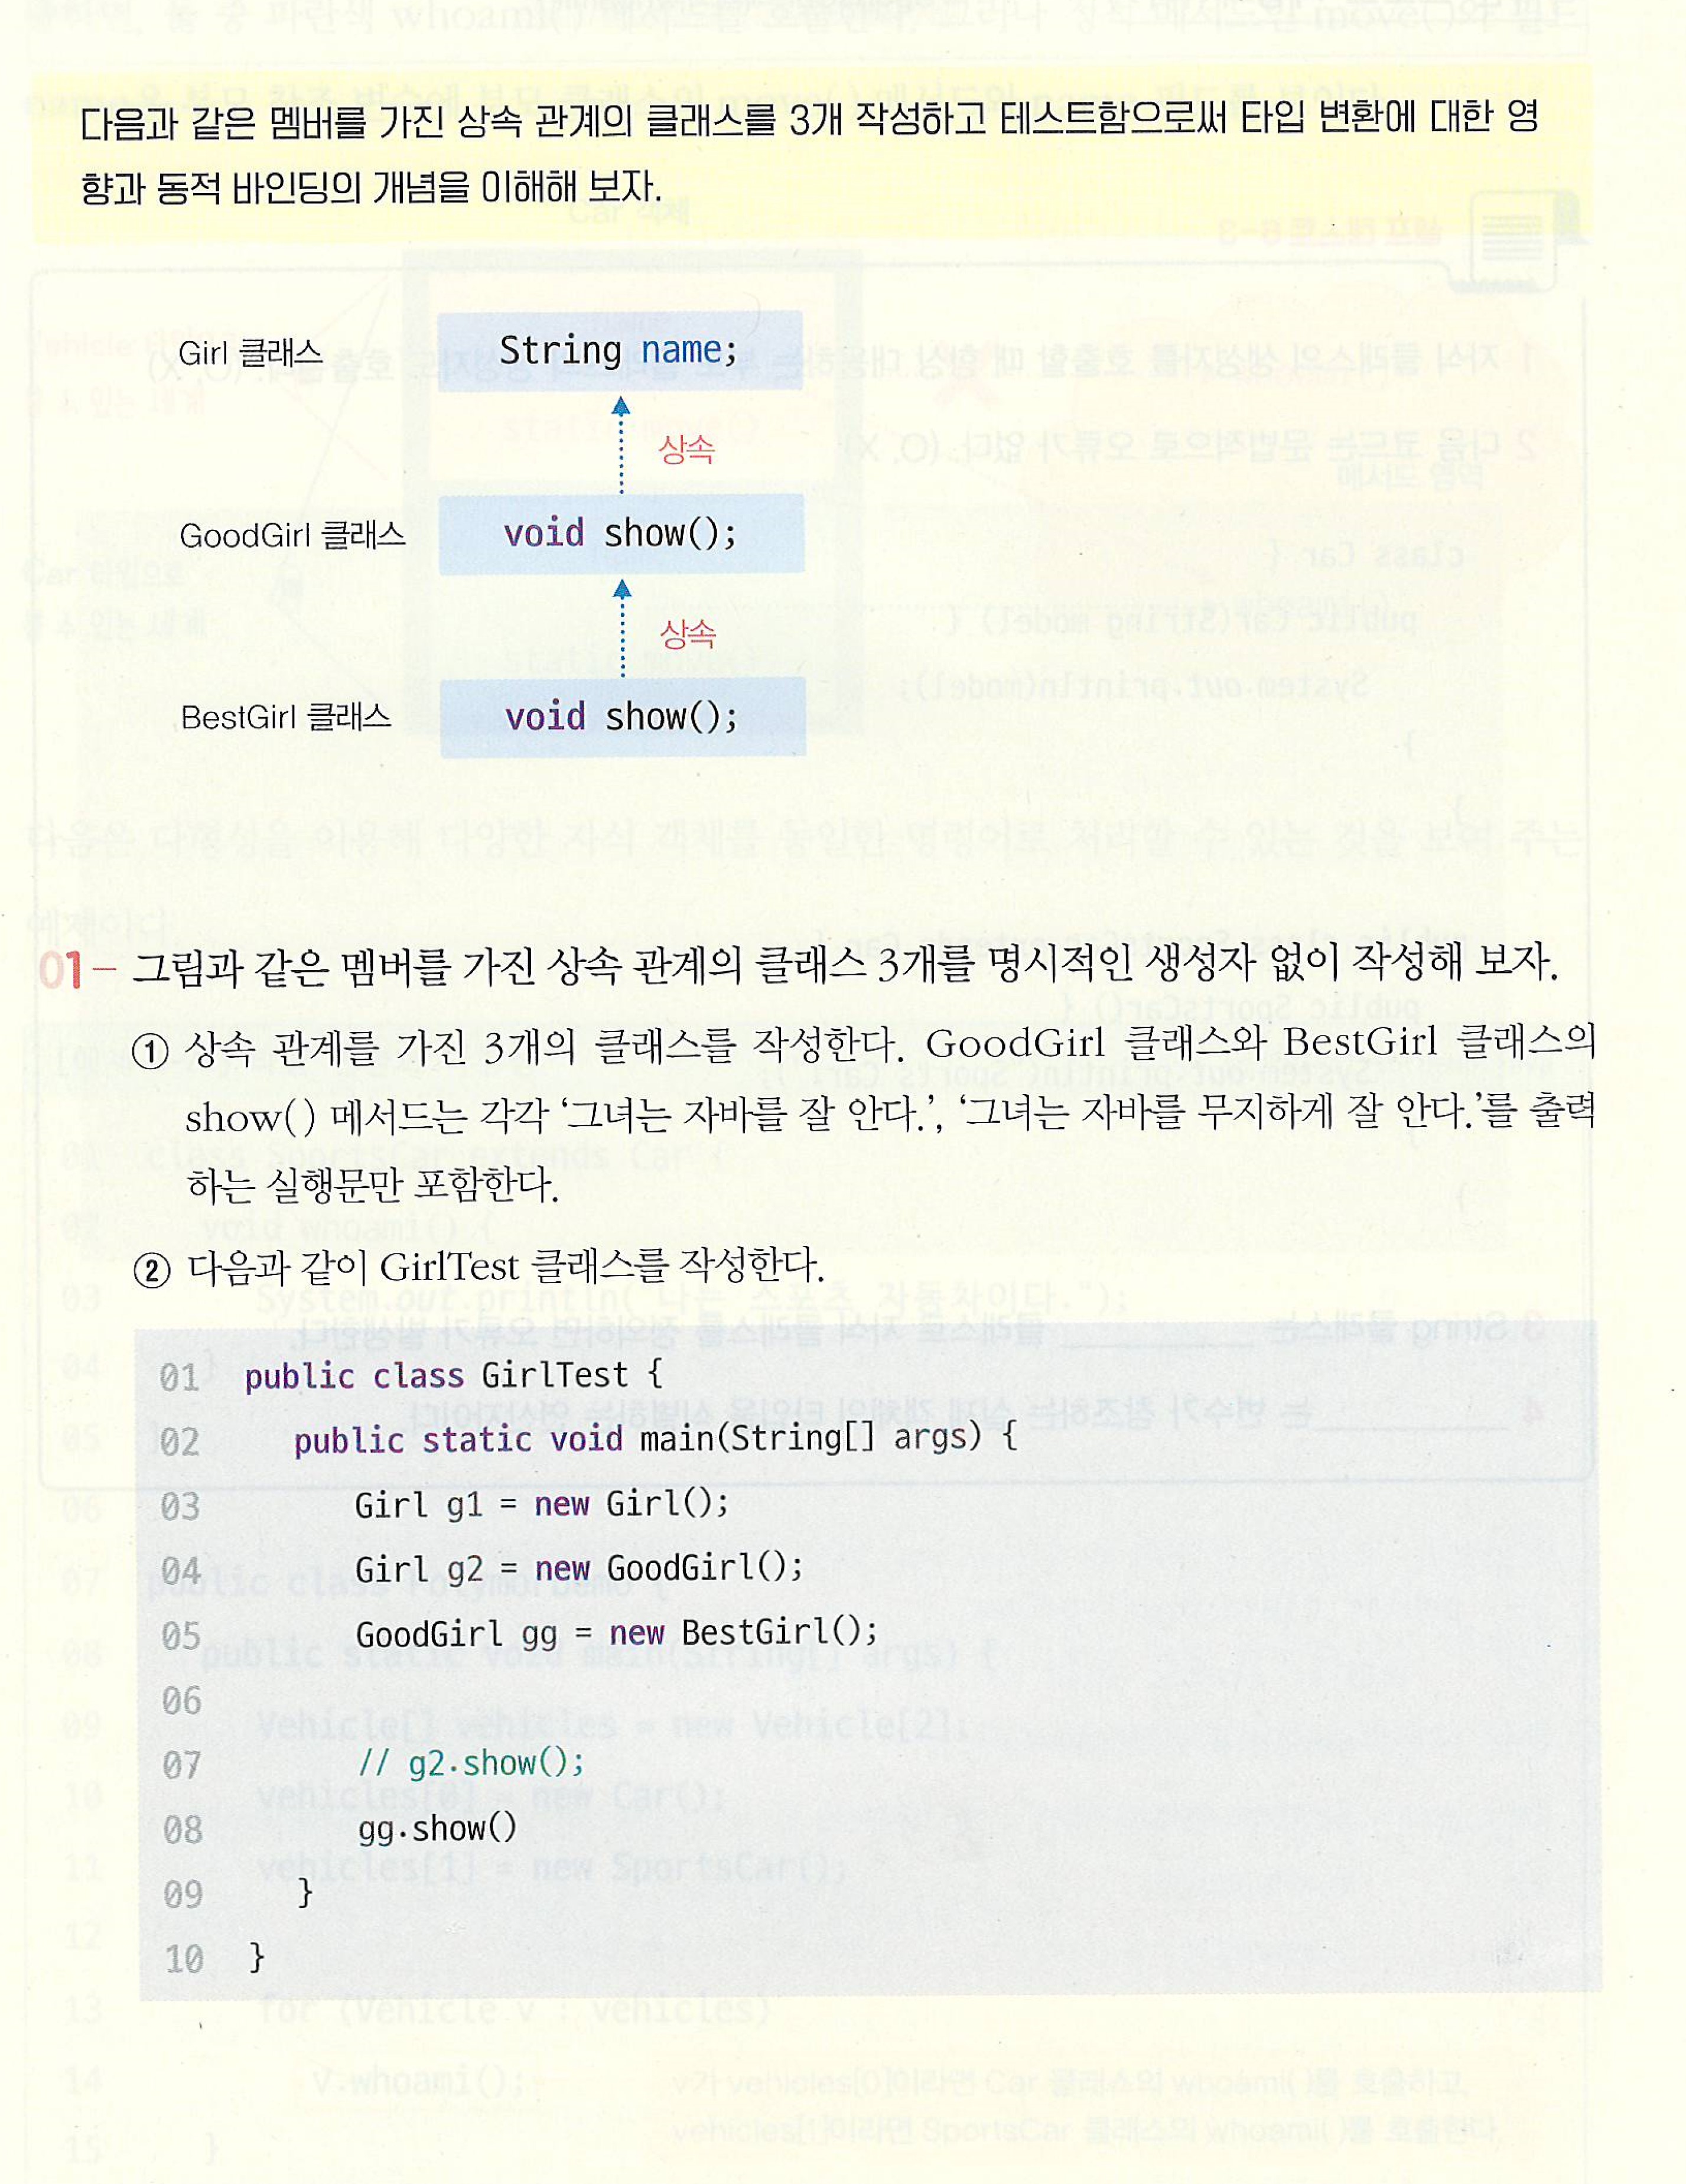 다음과 같은 멤버를 가진 상속 관계의 클래스를 3개 작성하고 테스트함으로써 타입 변환에 대한 영
향과 동적 바인딩의 개념을 이해해 보자.
Girl 클래스 String name;
상속
GoodGirl 클래스 void show();
상속
BestGirl 클래스 void show();
01 그림과 같은 멤버를 가진 상속 관계의 클래스 3개를 명시적인 생성자 없이 작성해 보자.
① 상속 관계를 가진 3개의 클래스를 작성한다. GoodGirl 클래스와 BestGirl 클래스의
show() 메서드는 각각 ‘그녀는 자바를 잘 안다.’, ‘그녀는 자바를 무지하게 잘 안다.’를 출력
하는 실행문만 포함한다.
② 다음과 같이 GirlTest 클래스를 작성한다.
01 public class GirlTest {
02 public static void main(String[] args) {
03 Girl g1 = new Girl();
04 Girl g2 = new GoodGirl();
05 GoodGirl gg = new BestGirl();
06
07 // g2.show();
08 gg.show()
09 }
10 }